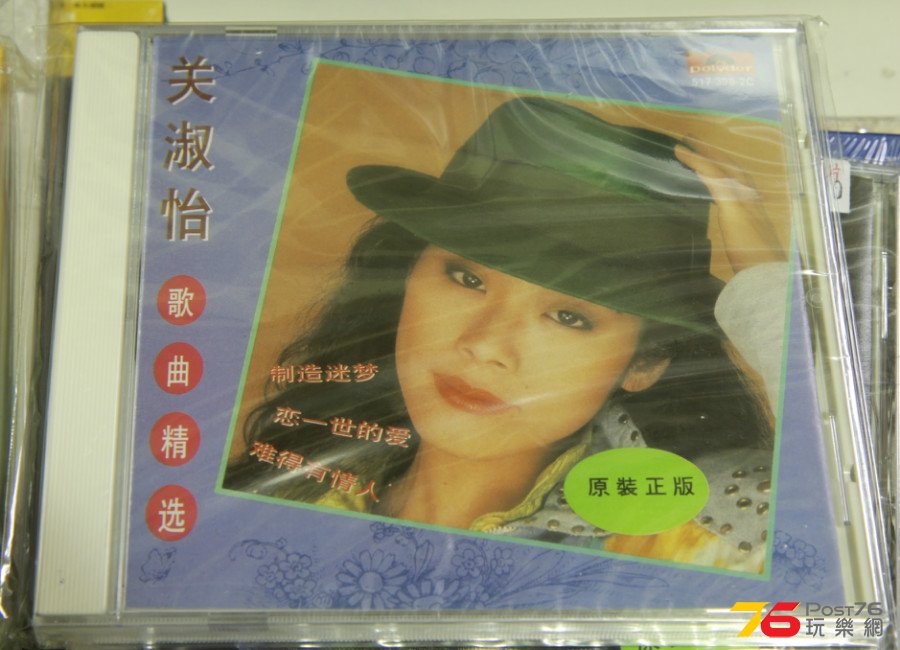 关淑怡
歌曲精选
polydor
制造迷梦
恋一世的爱
难得有情人
原裝正版
76 POST76
玩樂網